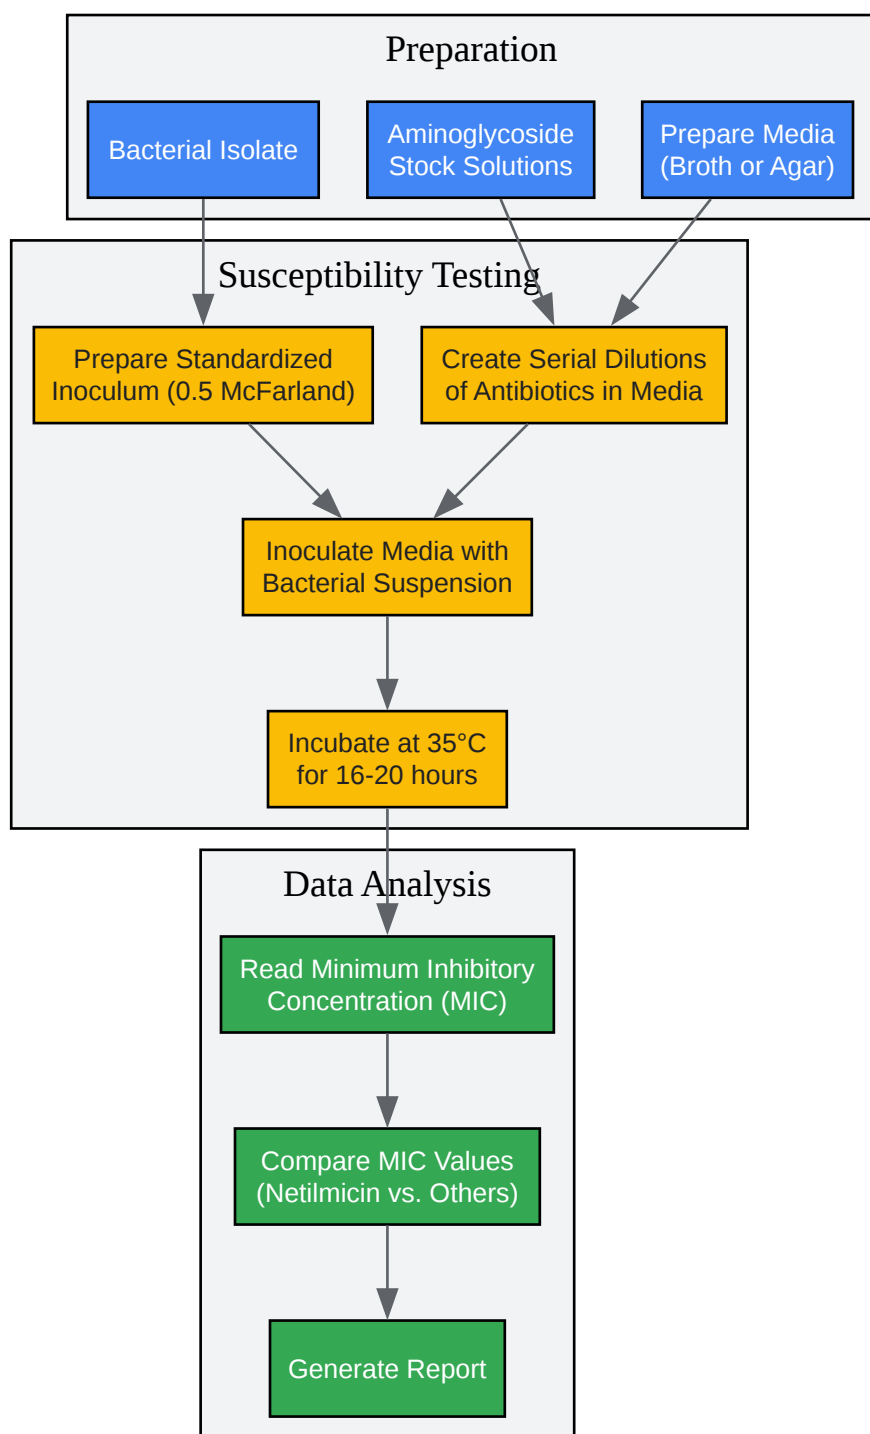 Preparation
Bacterial Isolate
Aminoglycoside
Stock Solutions
Prepare Media
(Broth or Agar)
Susceptibility Testing
Prepare Standardized
Inoculum (0.5 McFarland)
Create Serial Dilutions
of Antibiotics in Media
Inoculate Media with
Bacterial Suspension
Incubate at 35°C
for 16-20 hours
Data Analysis
Read Minimum Inhibitory
Concentration (MIC)
Compare MIC Values
(Netilmicin vs. Others)
Generate Report